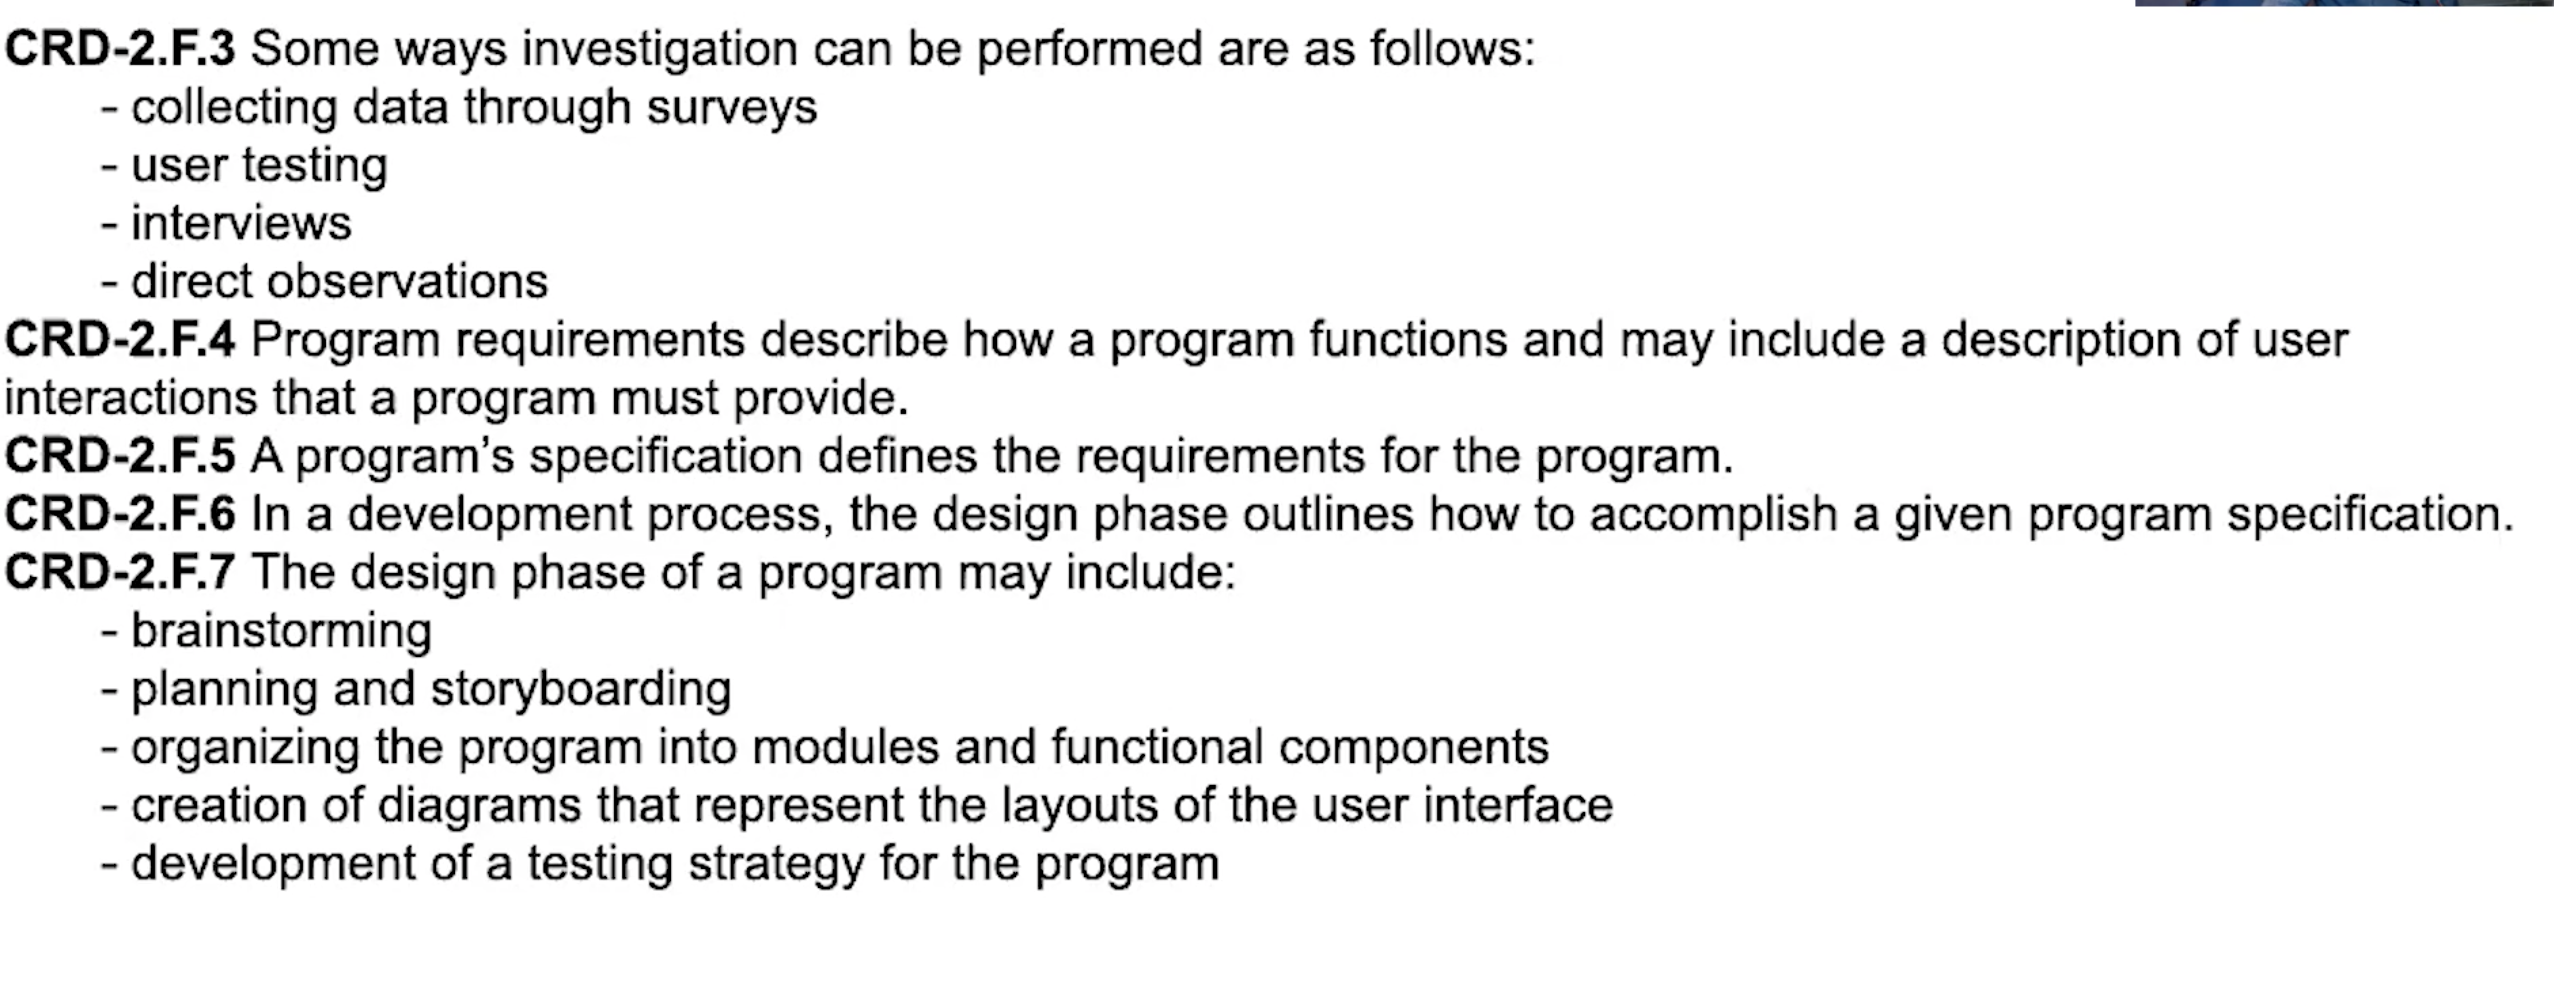 CRD-2.F.3 Some ways investigation can be performed are as follows:
- collecting data through surveys
- user testing
- interviews
- direct observations
CRD-2.F.4 Program requirements describe how a program functions and may include a description of user
interactions that a program must provide.
CRD-2.F.5 A program’s specification defines the requirements for the program.
CRD-2.F.6 In a development process, the design phase outlines how to accomplish a given program specification.
CRD-2.F.7 The design phase of a program may include:
- brainstorming
- planning and storyboarding
- organizing the program into modules and functional components
- creation of diagrams that represent the layouts of the user interface
- development of a testing strategy for the program